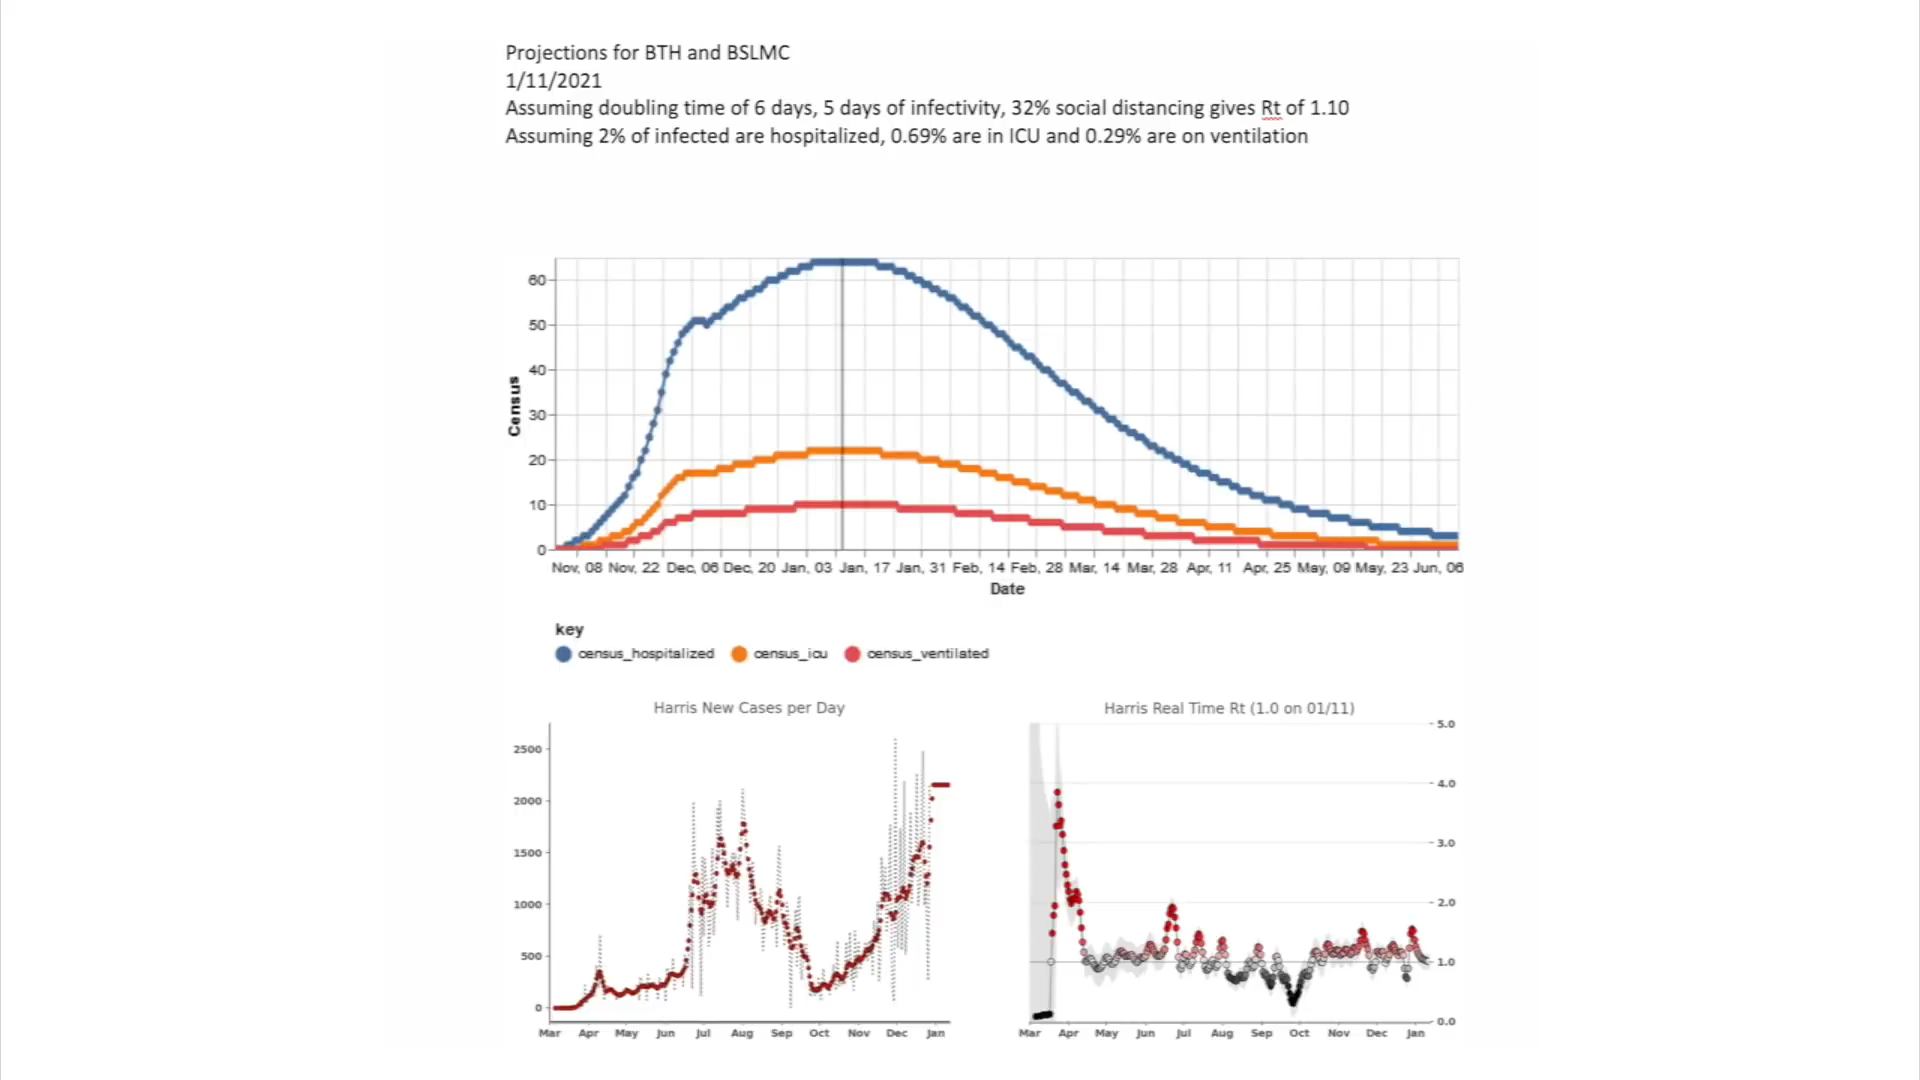 Projections for BTH and BSLMC
1/11/2021
Assuming doubling time of 6 days, 5 days of infectivity, 32% social distancing gives Rt of 1.10
Assuming 2% of infected are hospitalized, 0.69% are in ICU and 0.29% are on ventilation
60
50
40
30
20
10
0
Census
Nov, 08 Nov, 22 Dec, 06 Dec, 20 Jan, 03 Jan, 17 Jan, 31 Feb, 14 Feb, 28 Mar, 14 Mar, 28 Apr, 11 Apr, 25 May, 09 May, 23 Jun, 06
Date
key
census_hospitalized census_icu census_ventilated
Harris New Cases per Day
2500
2000
1500
1000
500
0
Mar Apr May Jun Jul Aug Sep Oct Nov Dec Jan
Harris Real Time Rt (1.0 on 01/11)
5.0
4.0
3.0
2.0
1.0
0.0
Mar Apr May Jun Jul Aug Sep Oct Nov Dec Jan